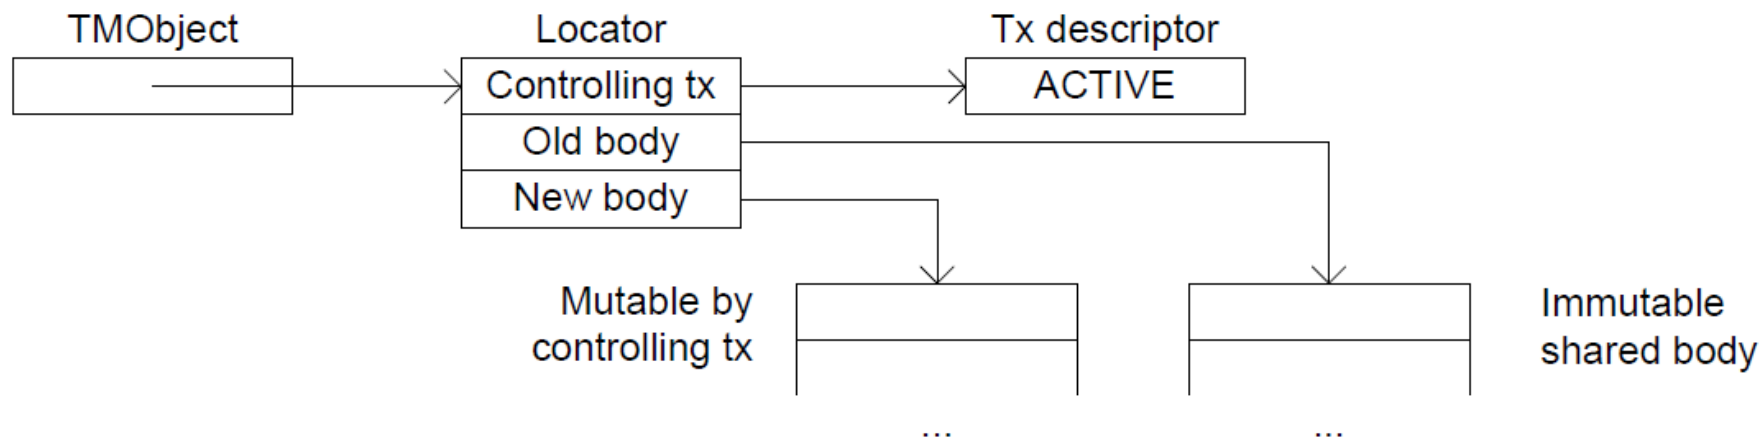 TMObject
Locator
Tx descriptor
Controlling tx
ACTIVE
Old body
New body
Mutable by
controlling tx
Immutable
shared body
...
...